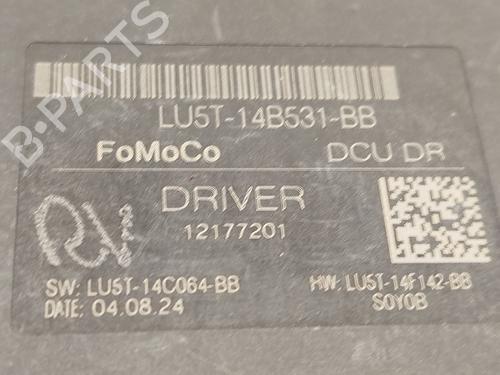 B-PARTS
LU5T-14B531-BB
FoMoCo DCU DR
DRIVER
12177201
SW: LU5T-14C064-BB HW: LU5T-14F142-BB
DATE: 04.08.24 S0Y0B